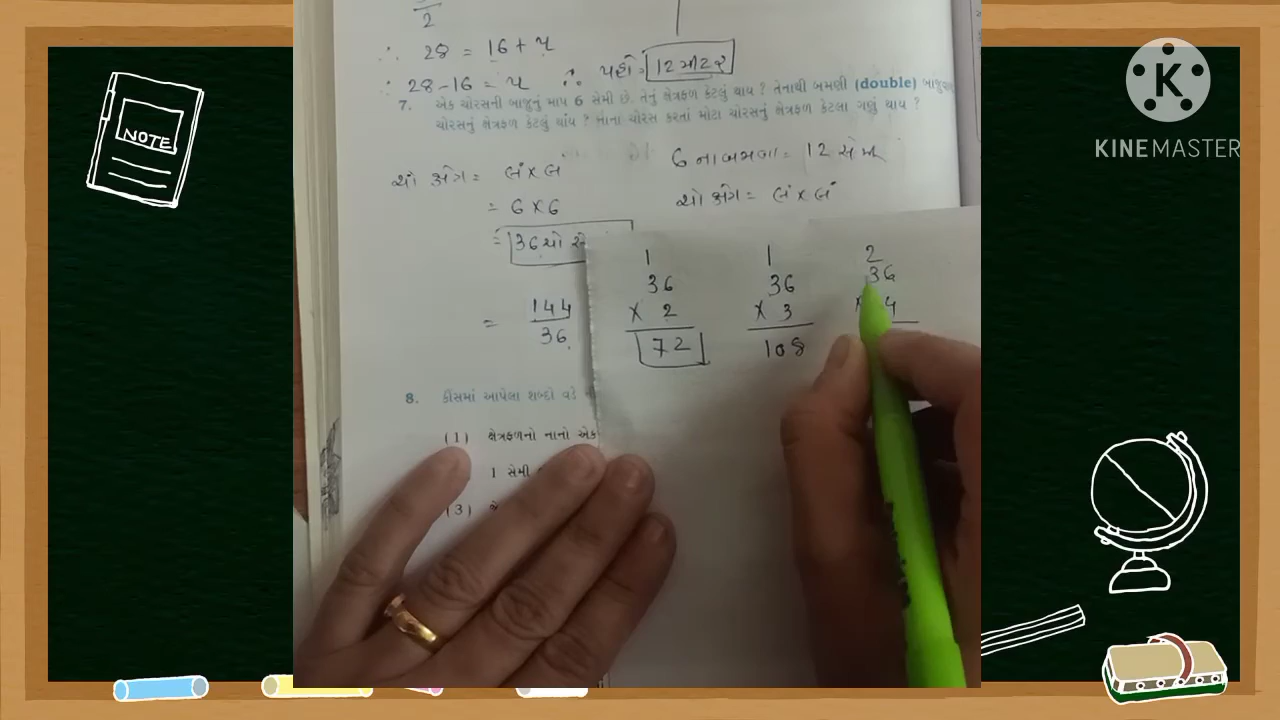 2
∴ 28 = 16 + પ
∴ 28 - 16 = પ ∴ પહો = 12 મીટર
7. એક ચોરસની બાજુનું માપ 6 સેમી છે. તેનું ક્ષેત્રફળ કેટલું થાય ? તેનાથી બમણી (double) બાજુવાળા
ચોરસનું ક્ષેત્રફળ કેટલું થાય ? નાના ચોરસ કરતાં મોટા ચોરસનું ક્ષેત્રફળ કેટલા ગણું થાય ?
6 ના બમણા = 12 સેમી
ચો ક્ષેત્ર = લં × લં
ચો ક્ષેત્ર = લં × લં
= 6 × 6
= 36 ચો સે
= 144
36
1
36
× 2
72
1
36
× 3
108
2
36
× 4
8. કૌંસમાં આપેલા શબ્દો વડે
(1) ક્ષેત્રફળનો નાનો એક
1 સેમી
(3)
NOTE
K
KINEMASTER